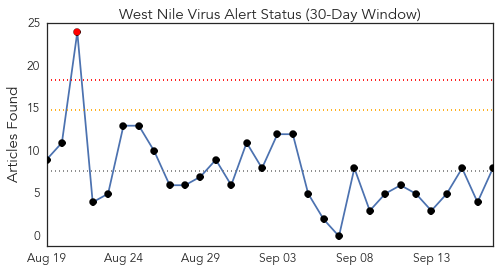 West Nile Virus Alert Status (30-Day Window)
Articles Found
25
20
15
10
5
0
Aug 19 Aug 24 Aug 29 Sep 03 Sep 08 Sep 13